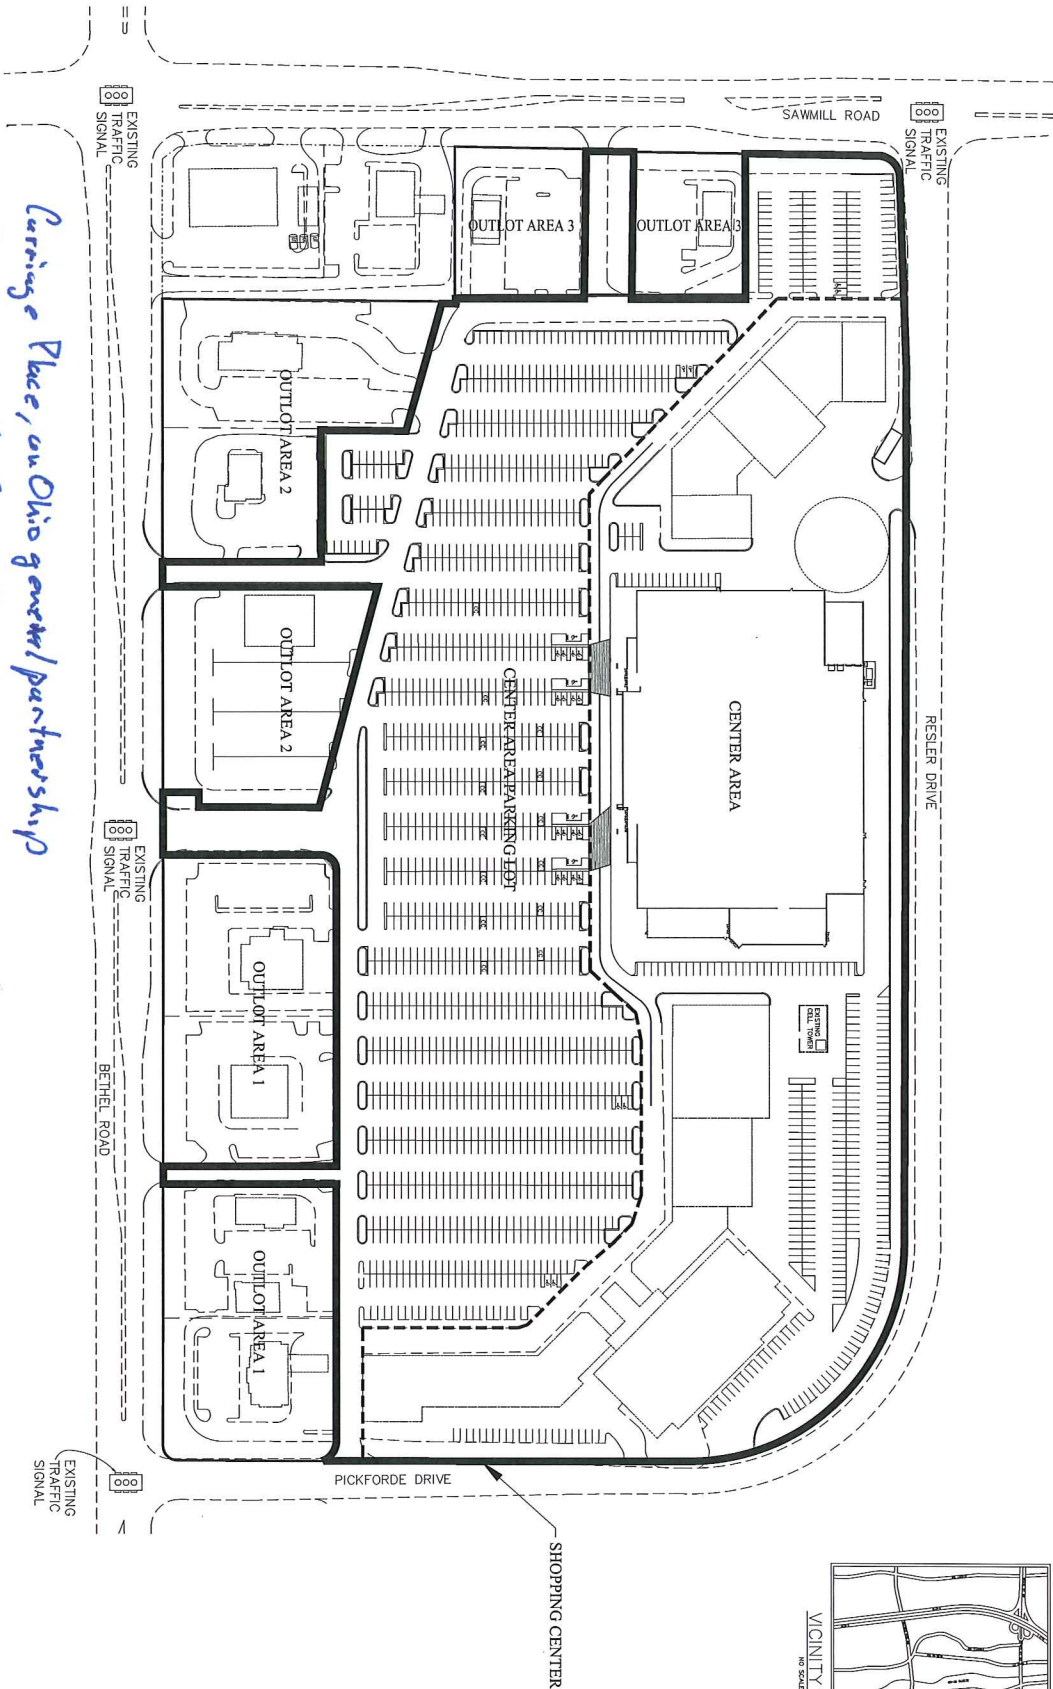 SAWMILL ROAD
EXISTING
TRAFFIC
SIGNAL
EXISTING
TRAFFIC
SIGNAL
OUTLOT AREA 3
OUTLOT AREA 3
OUTLOT AREA 2
OUTLOT AREA 2
CENTER AREA PARKING LOT
CENTER AREA
RESLER DRIVE
EXISTING
CELL TOWER
EXISTING
TRAFFIC
SIGNAL
OUTLOT AREA 1
OUTLOT AREA 1
BETHEL ROAD
PICKFORDE DRIVE
EXISTING
TRAFFIC
SIGNAL
SHOPPING CENTER
VICINITY
NO SCALE
Carriage Place, an Ohio general partnership